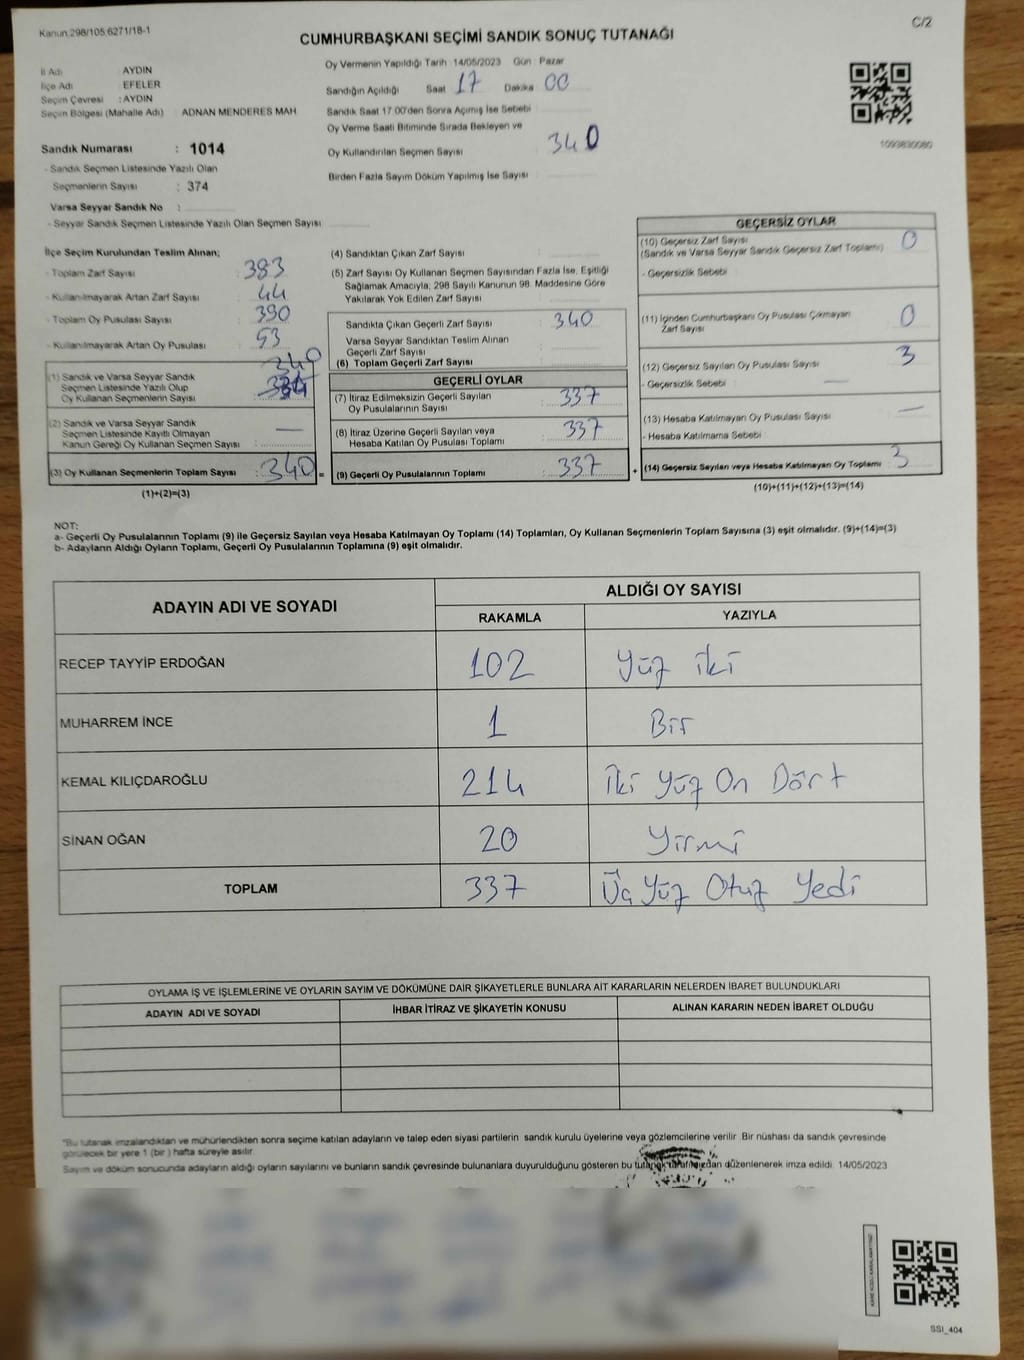 Kanun.298/105,6271/18-1
C/2
CUMHURBAŞKANI SEÇİMİ SANDIK SONUÇ TUTANAĞI
İl Adı AYDIN
İlçe Adı EFELER
Seçim Çevresi : AYDIN
Seçim Bölgesi (Mahalle Adı) : ADNAN MENDERES MAH
Sandık Numarası : 1014
- Sandık Seçmen Listesinde Yazılı Olan
Seçmenlerin Sayısı : 374
Varsa Seyyar Sandık No :
- Seyyar Sandık Seçmen Listesinde Yazılı Olan Seçmen Sayısı
Oy Vermenin Yapıldığı Tarih :14/05/2023 Gün : Pazar
Sandığın Açıldığı Saat 17 Dakika 00
Sandık Saat 17.00'den Sonra Açımış İse Sebebi
Oy Verme Saati Bitiminde Sırada Bekleyen ve
Oy Kullandırılan Seçmen Sayısı 340
Birden Fazla Sayım Döküm Yapılmış İse Sayısı
1093830080
İlçe Seçim Kurulundan Teslim Alınan;
- Toplam Zarf Sayısı : 383
- Kullanılmayarak Artan Zarf Sayısı : 44
- Toplam Oy Pusulası Sayısı : 390
- Kullanılmayarak Artan Oy Pusulası : 53
340
(1) Sandık ve Varsa Seyyar Sandık
Seçmen Listesinde Yazılı Olup
Oy Kullanan Seçmenlerin Sayısı
(2) Sandık ve Varsa Seyyar Sandık
Seçmen Listesinde Kayıtlı Olmayan
Kanun Gereği Oy Kullanan Seçmen Sayısı : —
(3) Oy Kullanan Seçmenlerin Toplam Sayısı : 340 =
(1)+(2)=(3)
(4) Sandıktan Çıkan Zarf Sayısı
(5) Zarf Sayısı Oy Kullanan Seçmen Sayısından Fazla İse, Eşitliği
Sağlamak Amacıyla; 298 Sayılı Kanunun 98. Maddesine Göre
Yakılarak Yok Edilen Zarf Sayısı
Sandıkta Çıkan Geçerli Zarf Sayısı : 340
Varsa Seyyar Sandıktan Teslim Alınan
Geçerli Zarf Sayısı
(6) Toplam Geçerli Zarf Sayısı
GEÇERLİ OYLAR
(7) İtiraz Edilmeksizin Geçerli Sayılan
Oy Pusulalarının Sayısı : 337
(8) İtiraz Üzerine Geçerli Sayılan veya
Hesaba Katılan Oy Pusulası Toplamı : 337
(9) Geçerli Oy Pusulalarının Toplamı : 337 +
GEÇERSİZ OYLAR
(10) Geçersiz Zarf Sayısı 0
(Sandık ve Varsa Seyyar Sandık Geçersiz Zarf Toplamı)
- Geçersizlik Sebebi
(11) İçinden Cumhurbaşkanı Oy Pusulası Çıkmayan
Zarf Sayısı 0
(12) Geçersiz Sayılan Oy Pusulası Sayısı 3
- Geçersizlik Sebebi : —
(13) Hesaba Katılmayan Oy Pusulası Sayısı : —
- Hesaba Katılmama Sebebi :
(14) Geçersiz Sayılan veya Hesaba Katılmayan Oy Toplamı : 3
(10)+(11)+(12)+(13)=(14)
NOT:
a- Geçerli Oy Pusulalarının Toplamı (9) ile Geçersiz Sayılan veya Hesaba Katılmayan Oy Toplamı (14) Toplamları, Oy Kullanan Seçmenlerin Toplam Sayısına (3) eşit olmalıdır. (9)+(14)=(3)
b- Adayların Aldığı Oyların Toplamı, Geçerli Oy Pusulalarının Toplamına (9) eşit olmalıdır.
ADAYIN ADI VE SOYADI
ALDIĞI OY SAYISI
RAKAMLA YAZIYLA
RECEP TAYYİP ERDOĞAN 102 Yüz iki
MUHARREM İNCE 1 Bir
KEMAL KILIÇDAROĞLU 214 İki Yüz On Dört
SİNAN OĞAN 20 Yirmi
TOPLAM 337 Üç Yüz Otuz Yedi
OYLAMA İŞ VE İŞLEMLERİNE VE OYLARIN SAYIM VE DÖKÜMÜNE DAİR ŞİKAYETLERLE BUNLARA AİT KARARLARIN NELERDEN İBARET BULUNDUKLARI
ADAYIN ADI VE SOYADI İHBAR İTİRAZ VE ŞİKAYETİN KONUSU ALINAN KARARIN NEDEN İBARET OLDUĞU
"Bu tutanak imzalandıktan ve mühürlendikten sonra seçime katılan adayların ve talep eden siyasi partilerin sandık kurulu üyelerine veya gözlemcilerine verilir. Bir nüshası da sandık çevresinde
görülecek bir yere 1 (bir) hafta süreyle asılır.
Sayım ve döküm sonucunda adayların aldığı oyların sayılarını ve bunların sandık çevresinde bulunanlara duyurulduğunu gösteren bu tutanak tarafımızdan düzenlenerek imza edildi. 14/05/2023
SSI_404